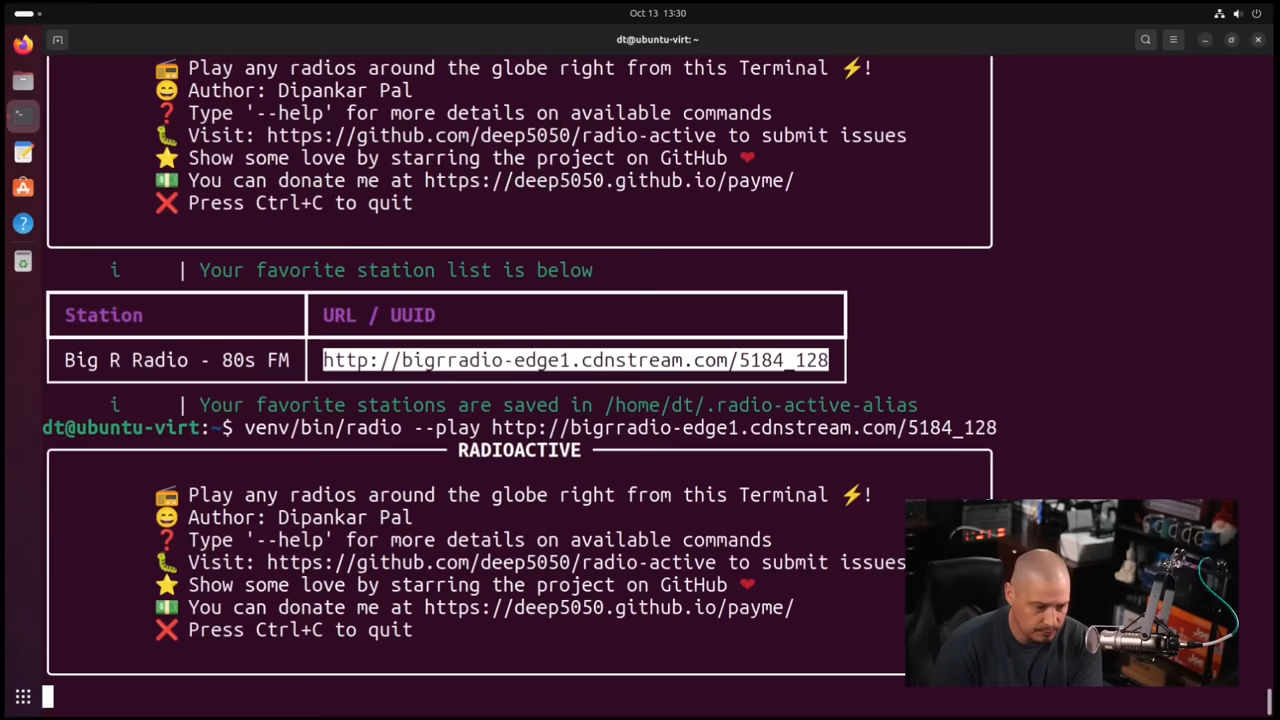 Oct 13 13:30
dt@ubuntu-virt: ~
📻 Play any radios around the globe right from this Terminal ⚡!
😄 Author: Dipankar Pal
❓ Type '--help' for more details on available commands
🐛 Visit: https://github.com/deep5050/radio-active to submit issues
⭐ Show some love by starring the project on GitHub ❤
💵 You can donate me at https://deep5050.github.io/payme/
❌ Press Ctrl+C to quit
i | Your favorite station list is below
Station URL / UUID
Big R Radio - 80s FM http://bigrradio-edge1.cdnstream.com/5184_128
i | Your favorite stations are saved in /home/dt/.radio-active-alias
dt@ubuntu-virt:~$ venv/bin/radio --play http://bigrradio-edge1.cdnstream.com/5184_128
RADIOACTIVE
📻 Play any radios around the globe right from this Terminal ⚡!
😄 Author: Dipankar Pal
❓ Type '--help' for more details on available commands
🐛 Visit: https://github.com/deep5050/radio-active to submit issues
⭐ Show some love by starring the project on GitHub ❤
💵 You can donate me at https://deep5050.github.io/payme/
❌ Press Ctrl+C to quit